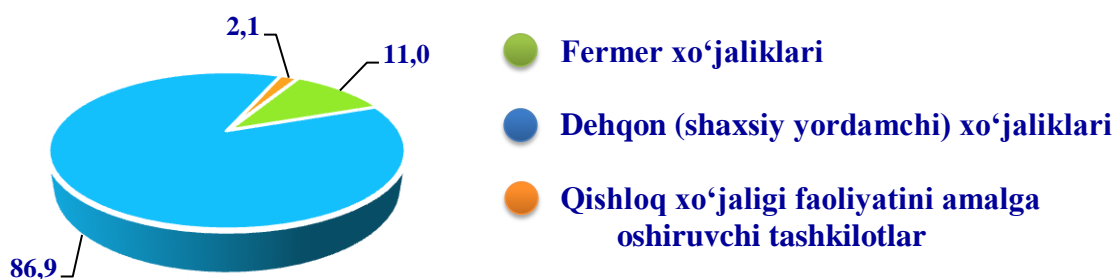 2,1
11,0
86,9
Fermer xo‘jaliklari
Dehqon (shaxsiy yordamchi) xo‘jaliklari
Qishloq xo‘jaligi faoliyatini amalga
oshiruvchi tashkilotlar